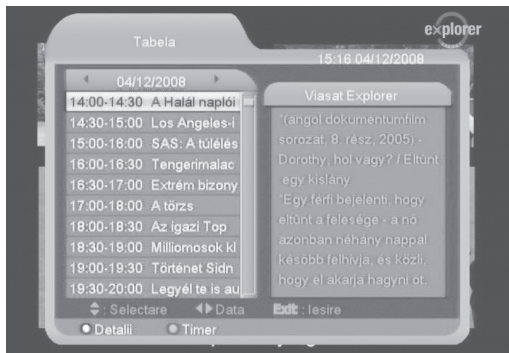 explorer
Tabela
15:16 04/12/2008
04/12/2008
14:00-14:30 A Halál naplói
14:30-15:00 Los Angeles-i
15:00-16:00 SAS: A túlélés
16:00-16:30 Tengerimalac
16:30-17:00 Extrém bizony
17:00-18:00 A törzs
18:00-18:30 Az igazi Top
18:30-19:00 Milliomosok kl
19:00-19:30 Történet Sidn
19:30-20:00 Legyél te is au
Viasat Explorer
"(angol dokumentumfilm
sorozat, 8. rész, 2005) -
Dorothy, hol vagy? / Eltünt
egy kislány
"Egy férfi bejelenti, hogy
eltünt a felesége - a nö
azonban néhány nappal
késöbb felhívja, és közli,
hogy el akarja hagyni öt.
: Selectare : Data Exit: Iesire
Detalii Timer